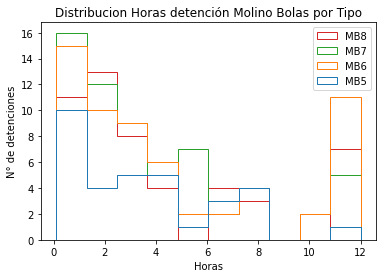 Distribucion Horas detención Molino Bolas por Tipo
MB8
MB7
MB6
MB5
N° de detenciones
16
14
12
10
8
6
4
2
0
0 2 4 6 8 10 12
Horas